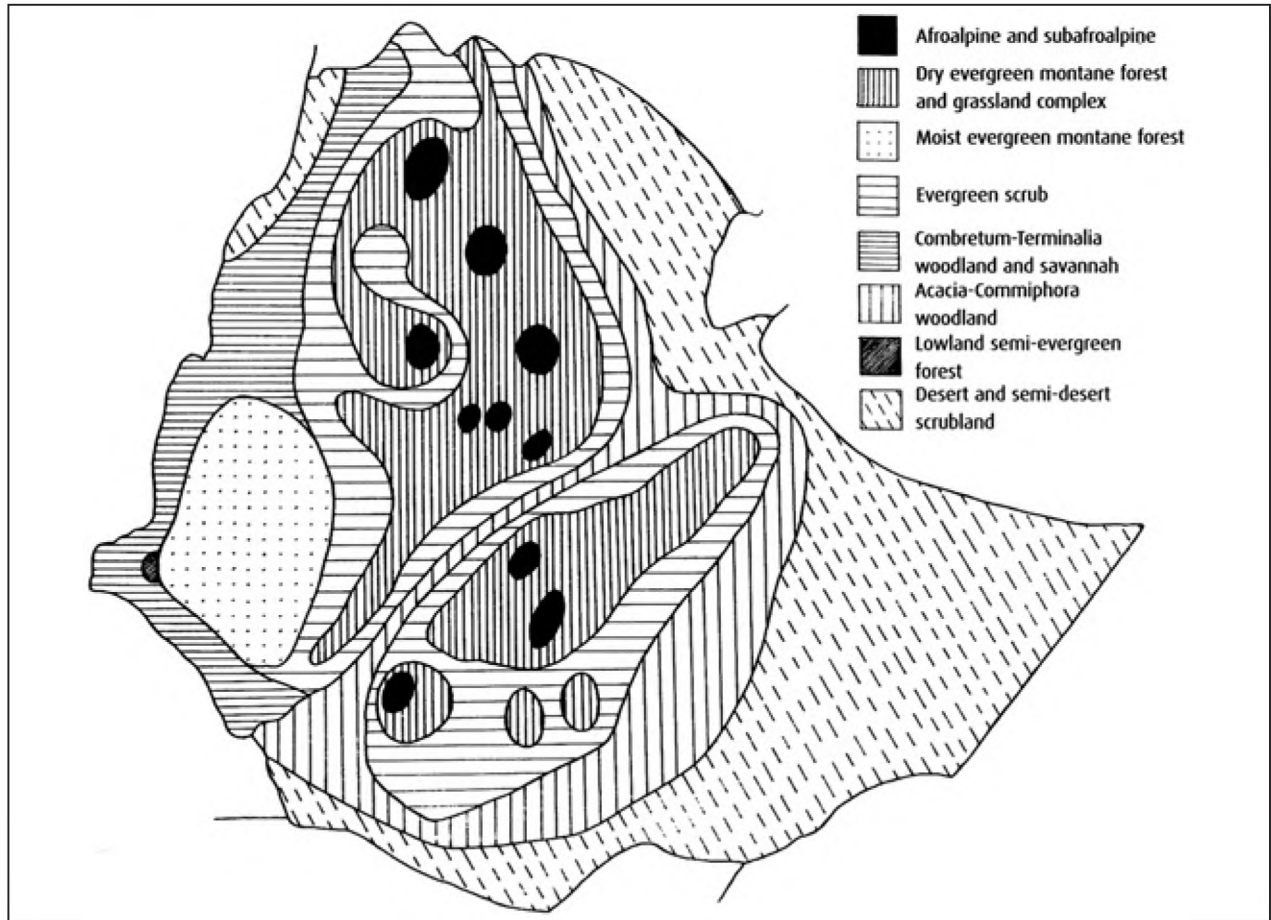 Afroalpine and subafroalpine
Dry evergreen montane forest
and grassland complex
Moist evergreen montane forest
Evergreen scrub
Combretum-Terminalia
woodland and savannah
Acacia-Commiphora
woodland
Lowland semi-evergreen
forest
Desert and semi-desert
scrubland